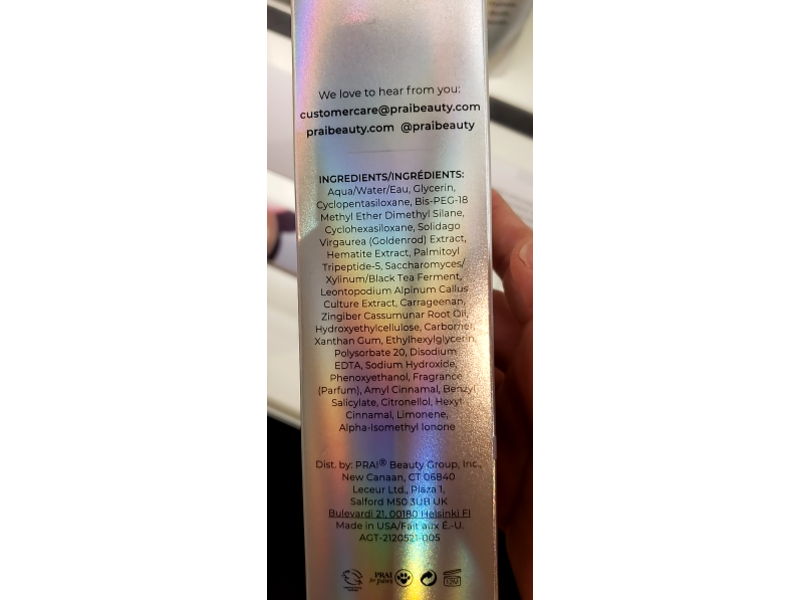 We love to hear from you:
customercare@praibeauty.com
praibeauty.com @praibeauty
INGREDIENTS/INGRÉDIENTS:
Aqua/Water/Eau, Glycerin,
Cyclopentasiloxane, Bis-PEG-18
Methyl Ether Dimethyl Silane,
Cyclohexasiloxane, Solidago
Virgaurea (Goldenrod) Extract,
Hematite Extract, Palmitoyl
Tripeptide-5, Saccharomyces/
Xylinum/Black Tea Ferment,
Leontopodium Alpinum Callus
Culture Extract, Carrageenan,
Zingiber Cassumunar Root Oil,
Hydroxyethylcellulose, Carbomer,
Xanthan Gum, Ethylhexylglycerin,
Polysorbate 20, Disodium
EDTA, Sodium Hydroxide,
Phenoxyethanol, Fragrance
(Parfum), Amyl Cinnamal, Benzyl
Salicylate, Citronellol, Hexyl
Cinnamal, Limonene,
Alpha-Isomethyl Ionone
Dist. by: PRAI® Beauty Group, Inc.,
New Canaan, CT 06840
Leceur Ltd., Plaza 1,
Salford M50 3UB UK
Bulevardi 21, 00180 Helsinki FI
Made in USA/Fait aux É.-U.
AGT-2120521-005
PRAI
for paws
12M